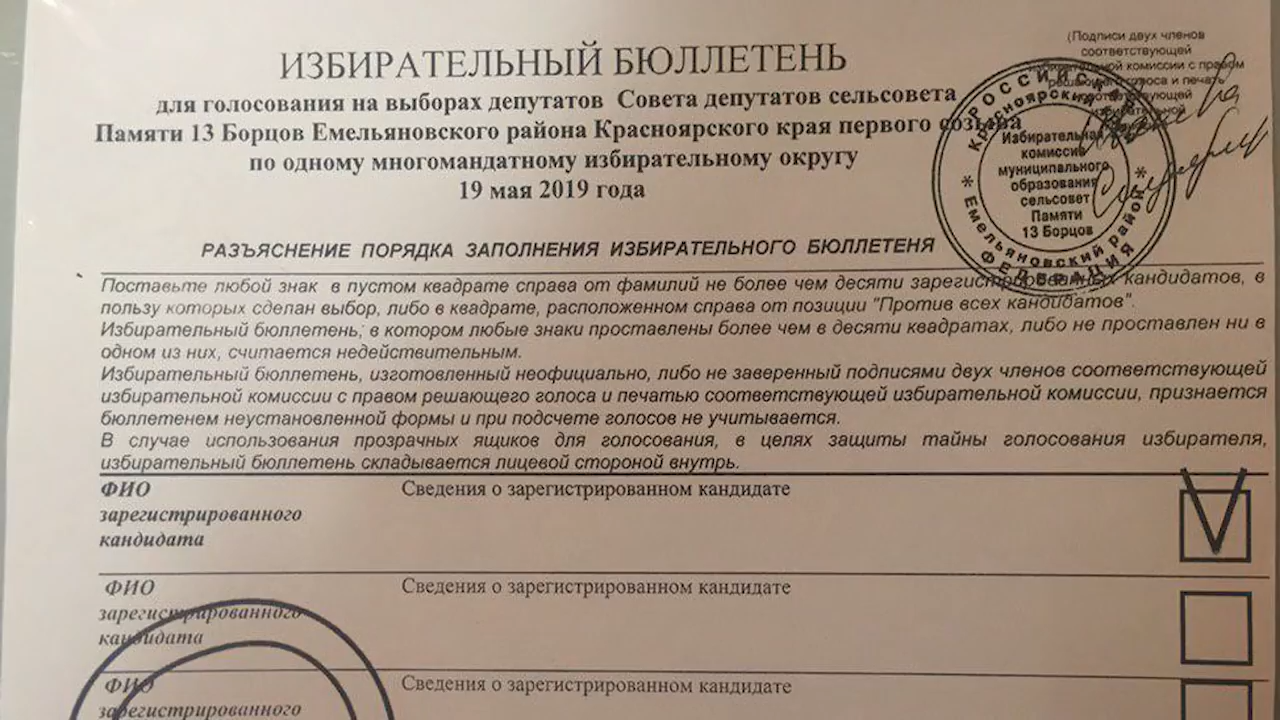 ИЗБИРАТЕЛЬНЫЙ БЮЛЛЕТЕНЬ
для голосования на выборах депутатов Совета депутатов сельсовета
Памяти 13 Борцов Емельяновского района Красноярского края первого созыва
по одному многомандатному избирательному округу
19 мая 2019 года
(Подписи двух членов
соответствующей
избирательной комиссии с правом
решающего голоса и печать
соответствующей
избирательной
РОССИЙСКАЯ
Красноярский край
Избирательная
комиссия
муниципального
образования
сельсовет
Памяти
13 Борцов
* Емельяновский район *
ФЕДЕРАЦИЯ
РАЗЪЯСНЕНИЕ ПОРЯДКА ЗАПОЛНЕНИЯ ИЗБИРАТЕЛЬНОГО БЮЛЛЕТЕНЯ
Поставьте любой знак в пустом квадрате справа от фамилий не более чем десяти зарегистрированных кандидатов, в
пользу которых сделан выбор, либо в квадрате, расположенном справа от позиции "Против всех кандидатов".
Избирательный бюллетень, в котором любые знаки проставлены более чем в десяти квадратах, либо не проставлен ни в
одном из них, считается недействительным.
Избирательный бюллетень, изготовленный неофициально, либо не заверенный подписями двух членов соответствующей
избирательной комиссии с правом решающего голоса и печатью соответствующей избирательной комиссии, признается
бюллетенем неустановленной формы и при подсчете голосов не учитывается.
В случае использования прозрачных ящиков для голосования, в целях защиты тайны голосования избирателя,
избирательный бюллетень складывается лицевой стороной внутрь.
ФИО
зарегистрированного
кандидата
Сведения о зарегистрированном кандидате
ФИО
зарегистрированного
кандидата
Сведения о зарегистрированном кандидате
ФИО
зарегистрированного
Сведения о зарегистрированном кандидате